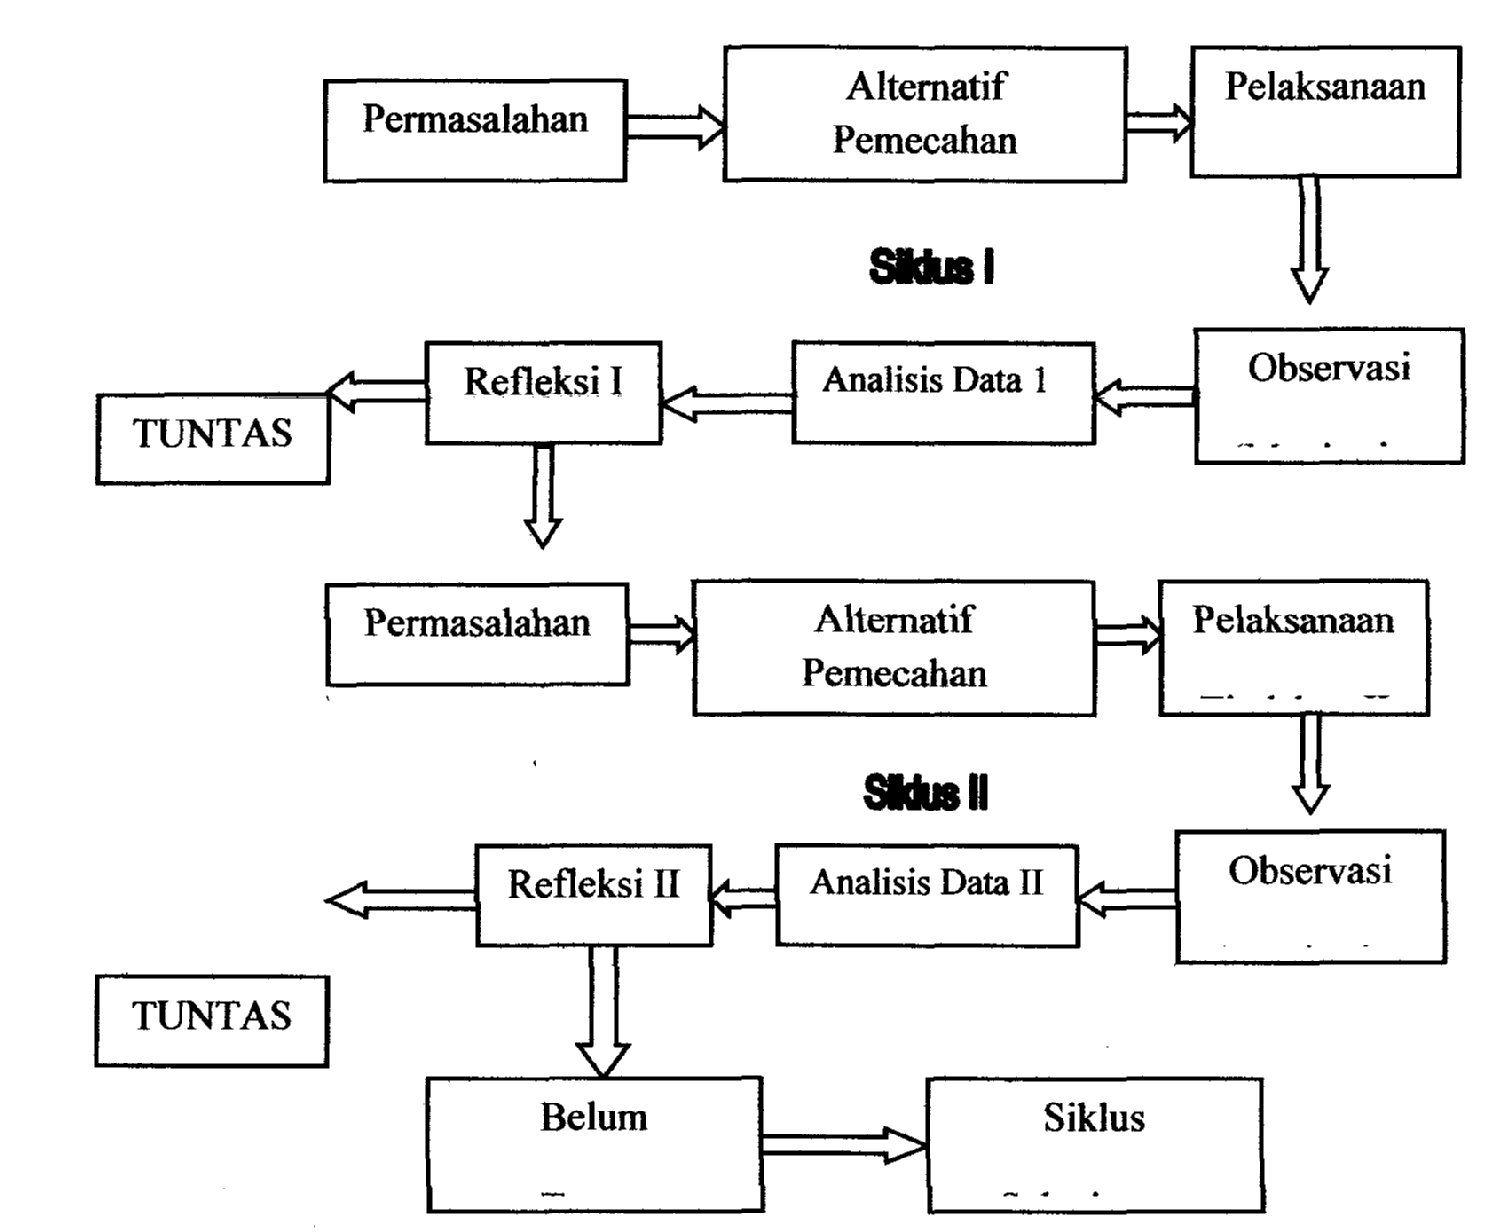 Permasalahan
Alternatif
Pemecahan
Pelaksanaan
Siklus I
TUNTAS
Refleksi I
Analisis Data 1
Observasi
Permasalahan
Alternatif
Pemecahan
Pelaksanaan
Siklus II
Refleksi II
Analisis Data II
Observasi
TUNTAS
Belum
Siklus